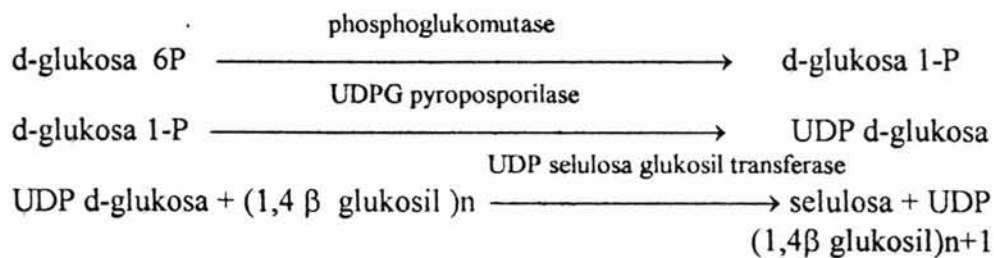 phosphoglukomutase
d-glukosa 6P ⟶ d-glukosa 1-P
UDPG pyroposporilase
d-glukosa 1-P ⟶ UDP d-glukosa
UDP selulosa glukosil transferase
UDP d-glukosa + (1,4 β glukosil )n ⟶ selulosa + UDP
(1,4β glukosil)n+1